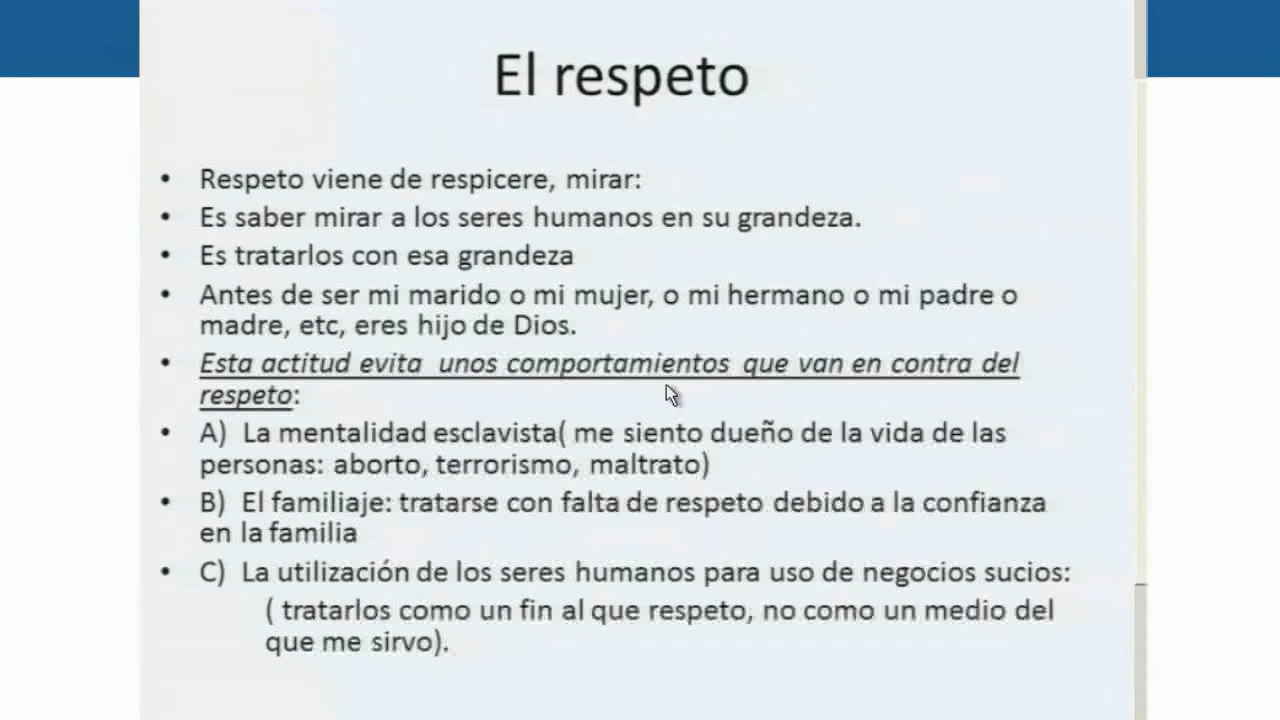 El respeto
• Respeto viene de respicere, mirar:
• Es saber mirar a los seres humanos en su grandeza.
• Es tratarlos con esa grandeza
• Antes de ser mi marido o mi mujer, o mi hermano o mi padre o
madre, etc, eres hijo de Dios.
• Esta actitud evita unos comportamientos que van en contra del
respeto:
• A) La mentalidad esclavista( me siento dueño de la vida de las
personas: aborto, terrorismo, maltrato)
• B) El familiaje: tratarse con falta de respeto debido a la confianza
en la familia
• C) La utilización de los seres humanos para uso de negocios sucios:
( tratarlos como un fin al que respeto, no como un medio del
que me sirvo).